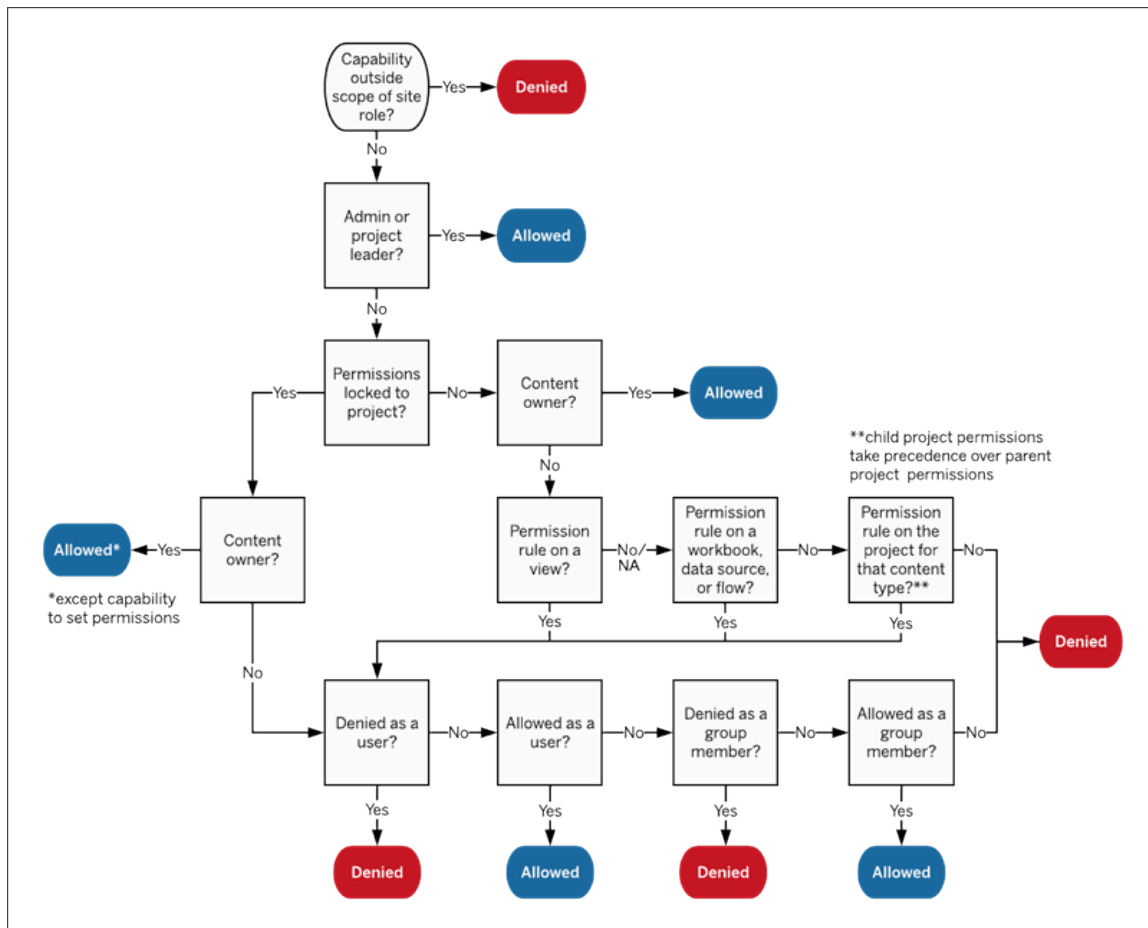 Capability
outside
scope of site
role?
Yes
Denied
No
Admin or
project
leader?
Yes
Allowed
No
Permissions
locked to
project?
Yes
No
Content
owner?
Yes
Allowed
No
**child project permissions
take precedence over parent
project permissions
Content
owner?
Yes
Allowed*
*except capability
to set permissions
No
Permission
rule on a
view?
No/
NA
Yes
Permission
rule on a
workbook,
data source,
or flow?
No
Yes
Permission
rule on the
project for
that content
type?**
No
Yes
Denied
Denied as a
user?
No
Yes
Denied
Allowed as a
user?
No
Yes
Allowed
Denied as a
group
member?
No
Yes
Denied
Allowed as a
group
member?
No
Yes
Allowed